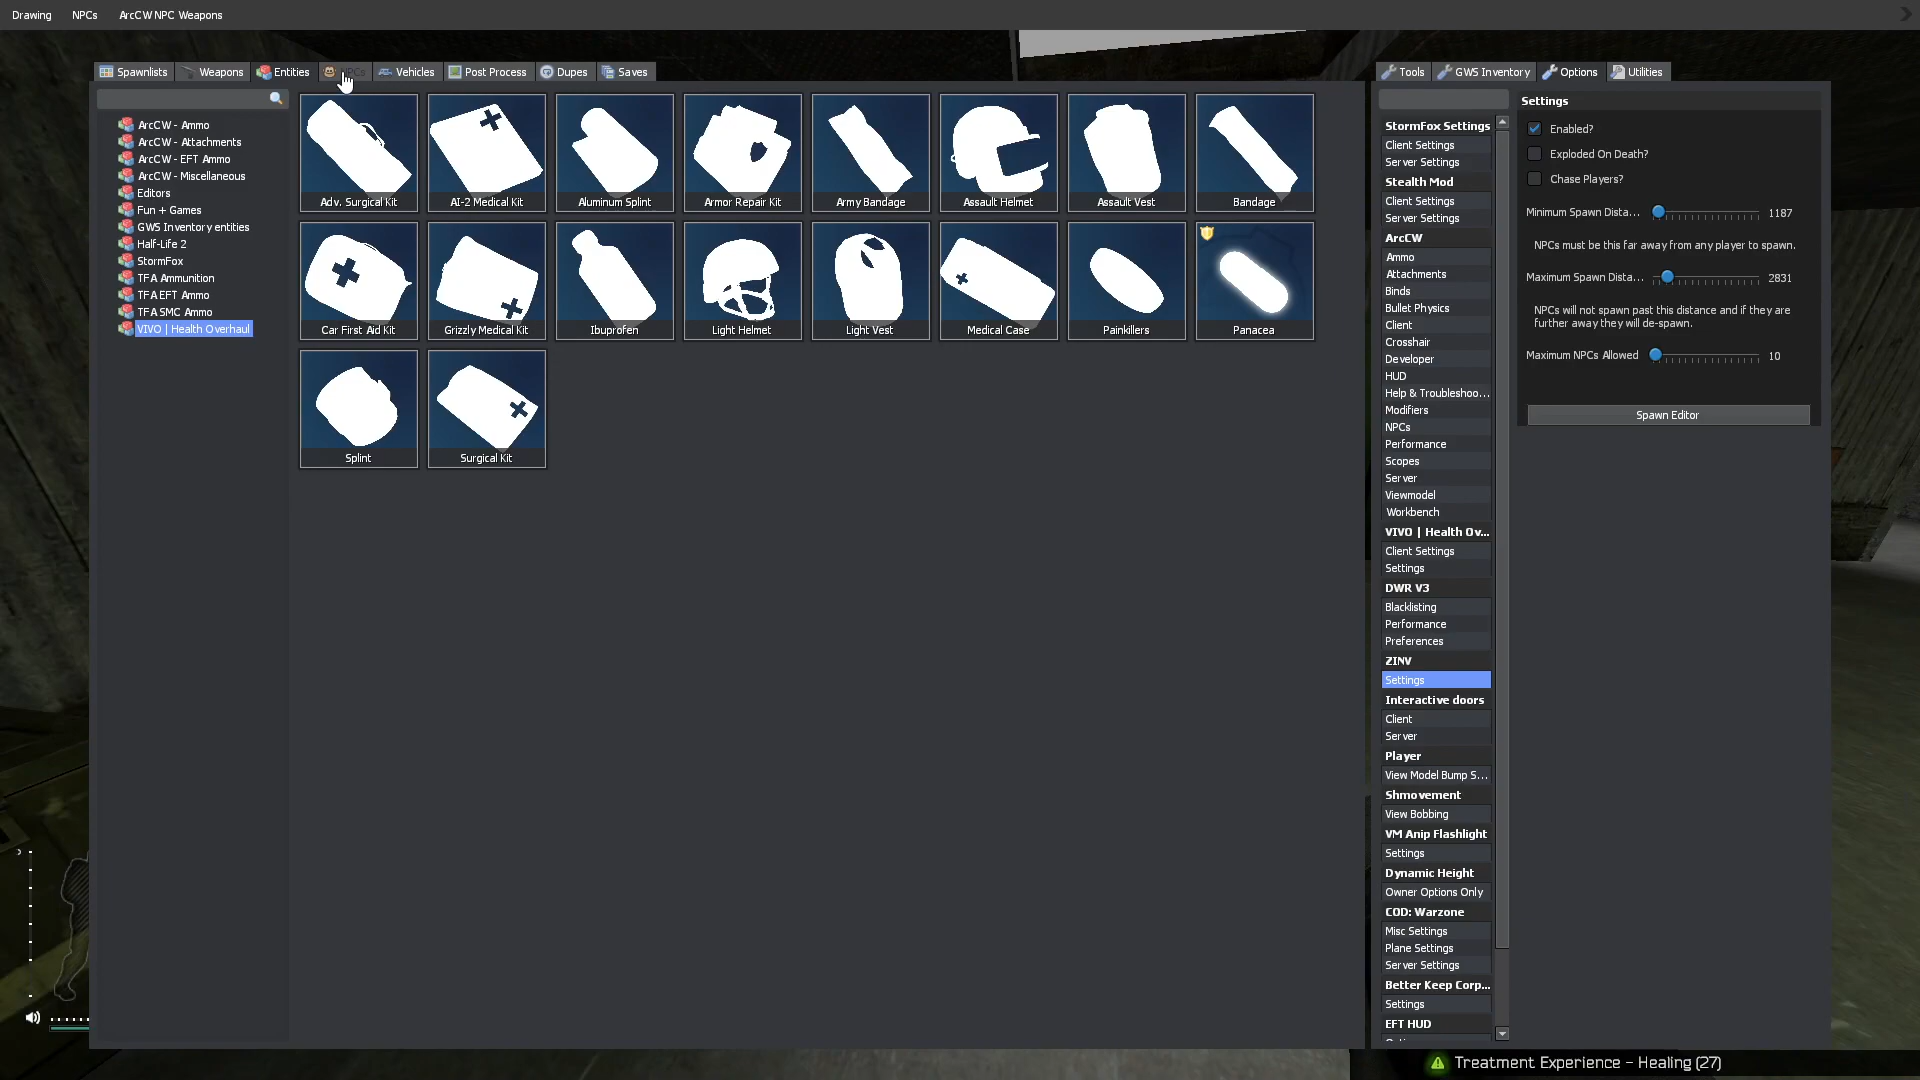 Drawing NPCs ArcCW NPC Weapons
Spawnlists Weapons Entities NPCs Vehicles Post Process Dupes Saves
ArcCW - Ammo
ArcCW - Attachments
ArcCW - EFT Ammo
ArcCW - Miscellaneous
Editors
Fun + Games
GWS Inventory entities
Half-Life 2
StormFox
TFA Ammunition
TFA EFT Ammo
TFA SMC Ammo
VIVO | Health Overhaul
Adv. Surgical Kit AI-2 Medical Kit Aluminum Splint Armor Repair Kit Army Bandage Assault Helmet Assault Vest Bandage
Car First Aid Kit Grizzly Medical Kit Ibuprofen Light Helmet Light Vest Medical Case Painkillers Panacea
Splint Surgical Kit
Tools GWS Inventory Options Utilities
StormFox Settings
Client Settings
Server Settings
Stealth Mod
Client Settings
Server Settings
ArcCW
Ammo
Attachments
Binds
Bullet Physics
Client
Crosshair
Developer
HUD
Help & Troubleshoo...
Modifiers
NPCs
Performance
Scopes
Server
Viewmodel
Workbench
VIVO | Health Ov...
Client Settings
Settings
DWR V3
Blacklisting
Performance
Preferences
ZINV
Settings
Interactive doors
Client
Server
Player
View Model Bump S...
Shmovement
View Bobbing
VM Anip Flashlight
Settings
Dynamic Height
Owner Options Only
COD: Warzone
Misc Settings
Plane Settings
Server Settings
Better Keep Corp...
Settings
EFT HUD
Settings
Enabled?
Exploded On Death?
Chase Players?
Minimum Spawn Dista... 1187
NPCs must be this far away from any player to spawn.
Maximum Spawn Dista... 2831
NPCs will not spawn past this distance and if they are
further away they will de-spawn.
Maximum NPCs Allowed 10
Spawn Editor
Treatment Experience - Healing (27)